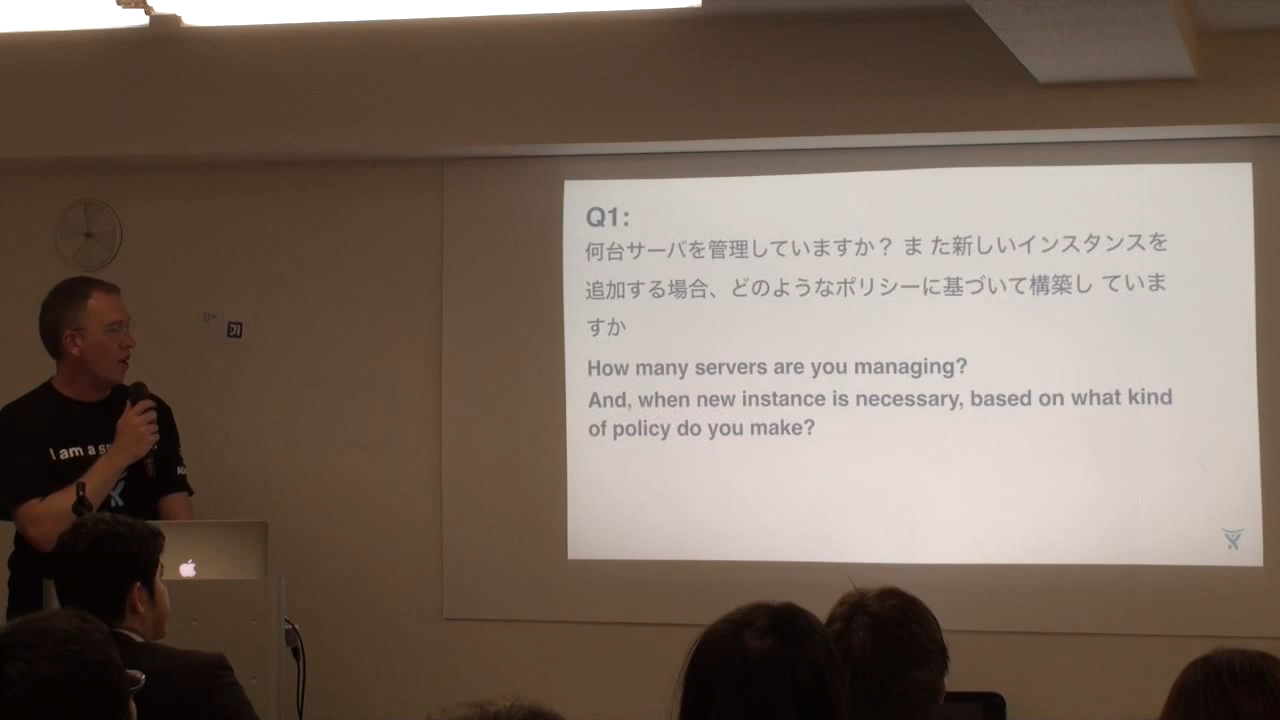 Q1:
何台サーバを管理していますか？ ま た新しいインスタンスを
追加する場合、どのようなポリシーに基づいて構築し ていま
すか
How many servers are you managing?
And, when new instance is necessary, based on what kind
of policy do you make?
I am a